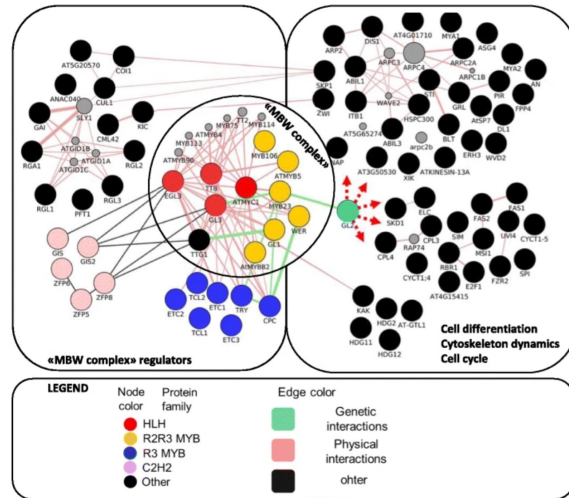 AT5G20570
COI1
ANAC040
CUL1
SLY1
GAI
CML42
KIC
ATGID1B
RGA1
ATGID1A
RGL2
ATGID1C
RGL3
RGL1
PFT1
GIS
GIS2
ZFP6
ZFP8
ZFP5
«MBW complex»
MYB75
TT2
MYB114
ATMYB4
MYB113
ATMYB90
MYB106
ATMYB5
EGL3
TT8
ATMYC1
MYB23
GL3
WER
GL1
TTG1
AtMYBB2
TCL2
ETC1
TRY
CPC
ETC2
TCL1
ETC3
«MBW complex» regulators
DIS1
AT4G01710
MYA1
ARP2
ASG4
ARPC3
ARPC4
ARPC2A
MYA2
SKP1
ABIL1
ARPC1B
AN
STI
PIR
WAVE2
GRL
FPP4
ZWI
ITB1
HSPC300
AtSP7
AT5G65274
BLT
DL1
ABIL3
arpc2b
ERH3
WVD2
NAP
AT3G50530
XIK
ATKINESIN-13A
GL2
SKD1
ELC
FAS1
FAS2
CPL3
SIM
UVI4
CYCT1-5
RAP74
MSI1
CPL4
RBR1
SPI
CYCT1;4
E2F1
FZR2
AT4G15415
KAK
HDG2
AT-GTL1
HDG11
HDG12
Cell differentiation
Cytoskeleton dynamics
Cell cycle
LEGEND
Node color
Protein family
HLH
R2R3 MYB
R3 MYB
C2H2
Other
Edge color
Genetic interactions
Physical interactions
ohter